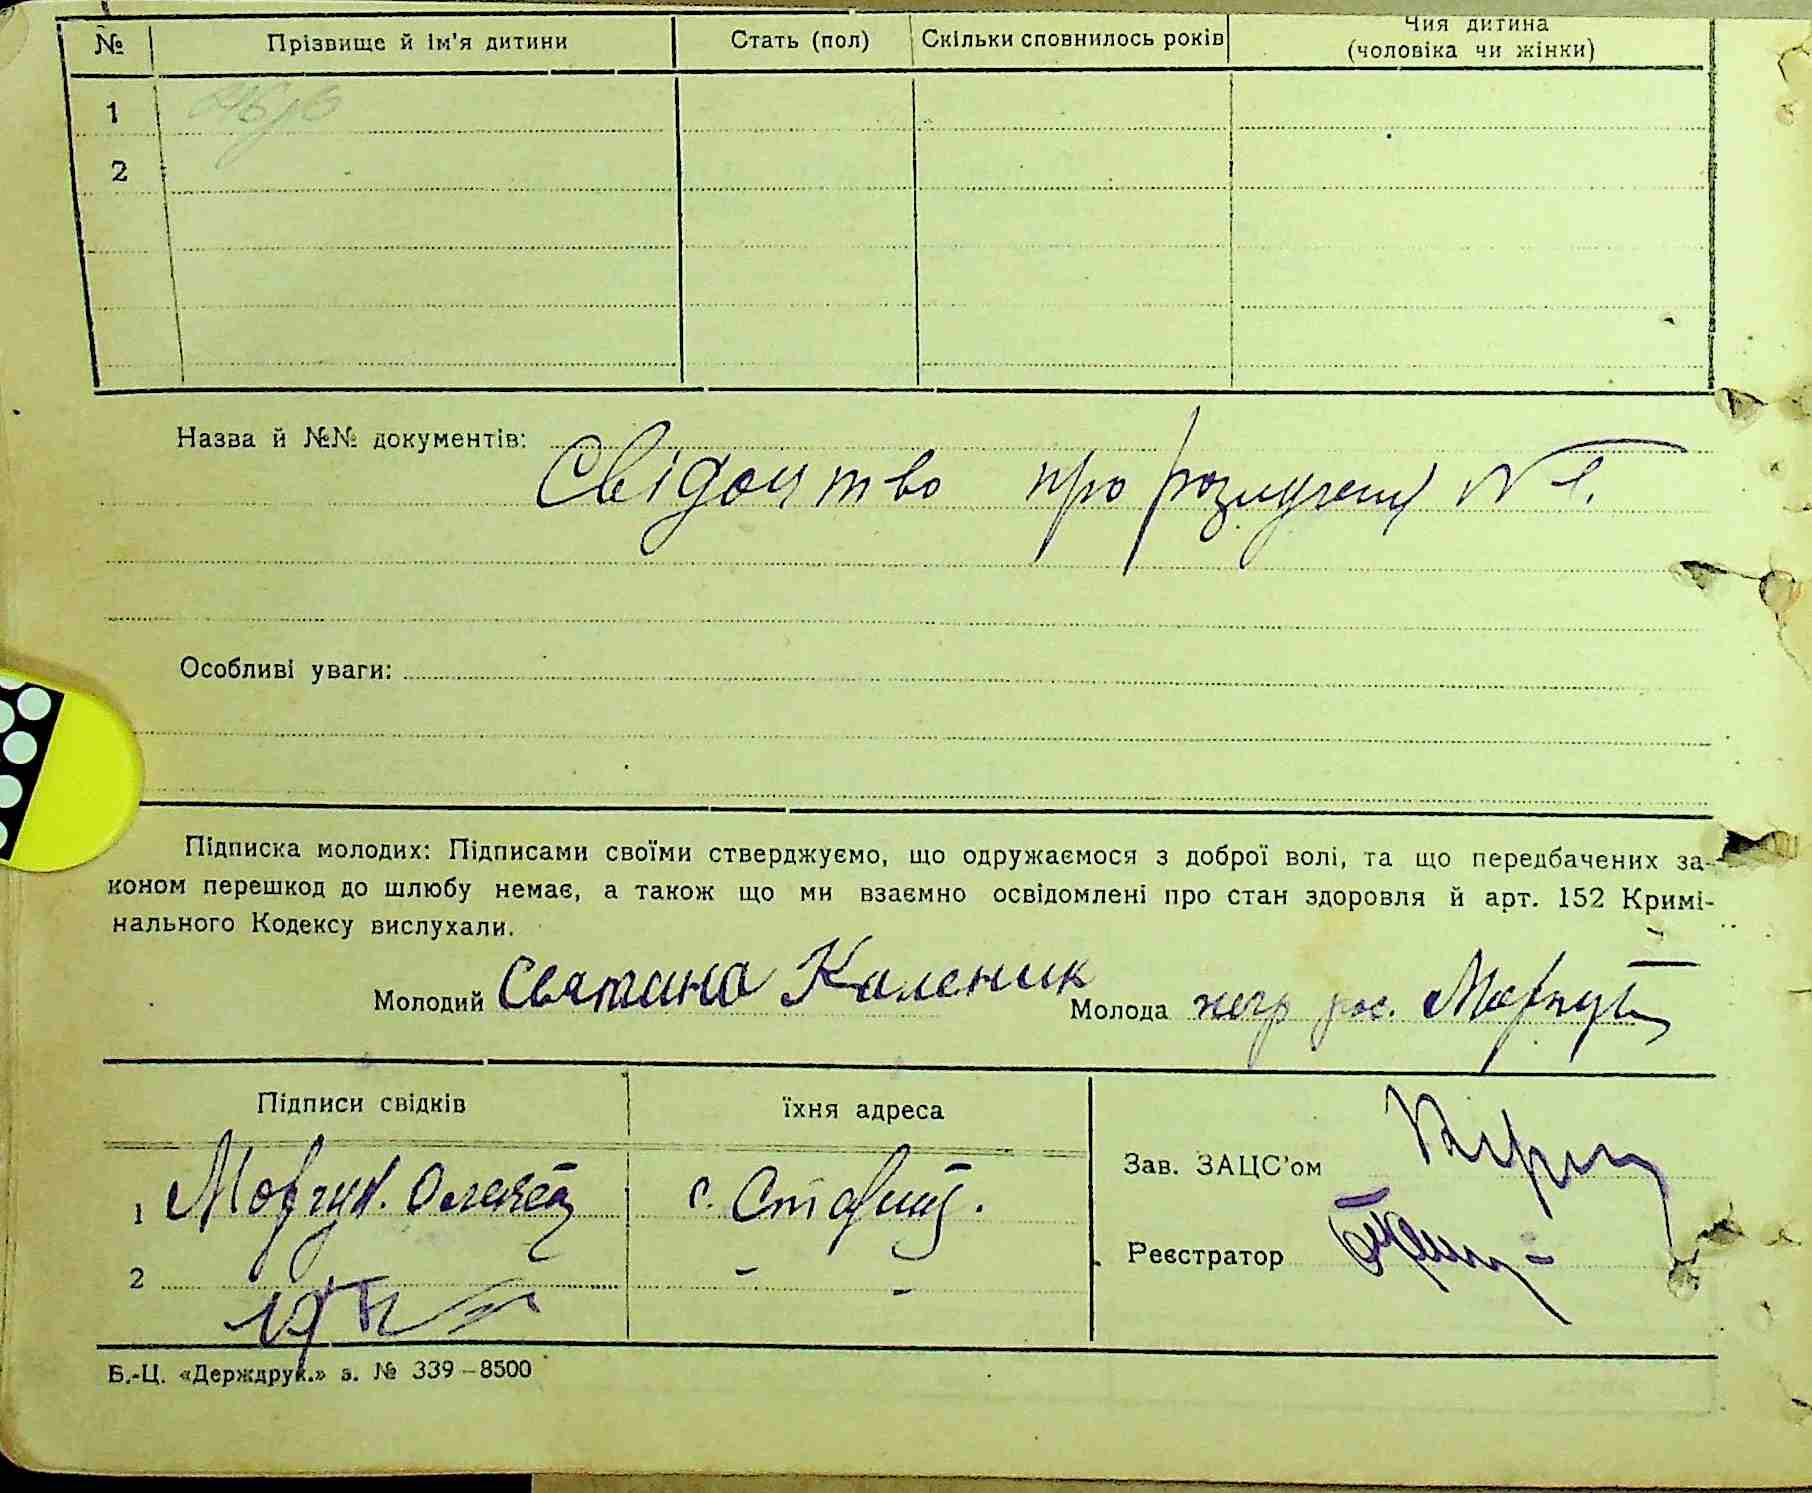 № Прізвище й ім'я дитини Стать (пол) Скільки сповнилось років Чия дитина (чоловіка чи жінки)
1
2
Назва й №№ документів:
Свідоцтво про розлучення № 1.
Особливі уваги:
Підписка молодих: Підписами своїми стверджуємо, що одружаємося з доброї волі, та що передбачених за-
коном перешкод до шлюбу немає, а також що ми взаємно освідомлені про стан здоровля й арт. 152 Кримі-
нального Кодексу вислухали.
Молодий Святина Каленик Молода
Підписи свідків їхня адреса
Зав. ЗАЦС'ом
1 с.
Реєстратор
2 - -
Б.-Ц. «Держдрук.» з. № 339-8500